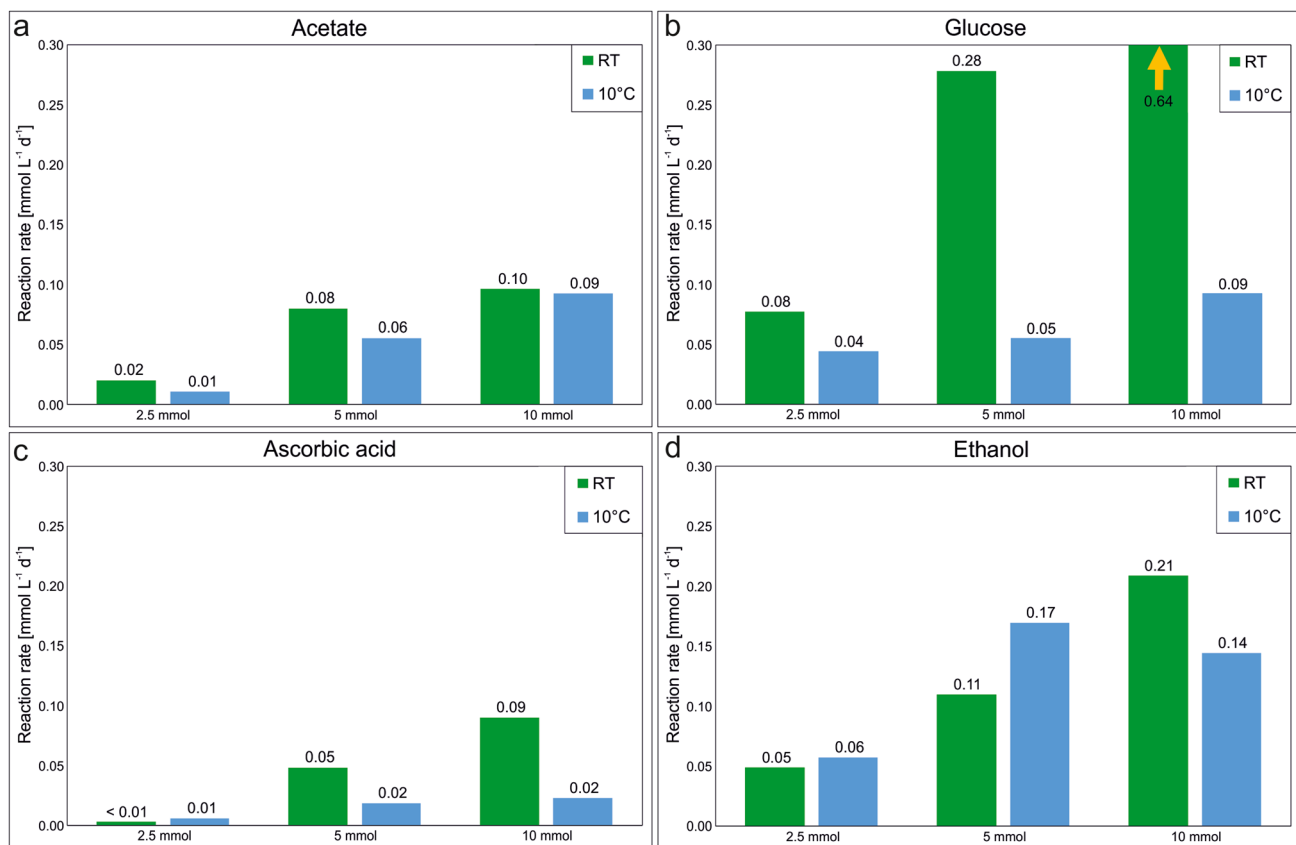 a
Acetate
Reaction rate [mmol L⁻¹ d⁻¹]
0.30
0.25
0.20
0.15
0.10
0.05
0.00
RT
10°C
0.02
0.01
0.08
0.06
0.10
0.09
2.5 mmol
5 mmol
10 mmol
b
Glucose
Reaction rate [mmol L⁻¹ d⁻¹]
0.30
0.25
0.20
0.15
0.10
0.05
0.00
RT
10°C
0.08
0.04
0.28
0.05
0.64
0.09
2.5 mmol
5 mmol
10 mmol
c
Ascorbic acid
Reaction rate [mmol L⁻¹ d⁻¹]
0.30
0.25
0.20
0.15
0.10
0.05
0.00
RT
10°C
< 0.01
0.01
0.05
0.02
0.09
0.02
2.5 mmol
5 mmol
10 mmol
d
Ethanol
Reaction rate [mmol L⁻¹ d⁻¹]
0.30
0.25
0.20
0.15
0.10
0.05
0.00
RT
10°C
0.05
0.06
0.11
0.17
0.21
0.14
2.5 mmol
5 mmol
10 mmol